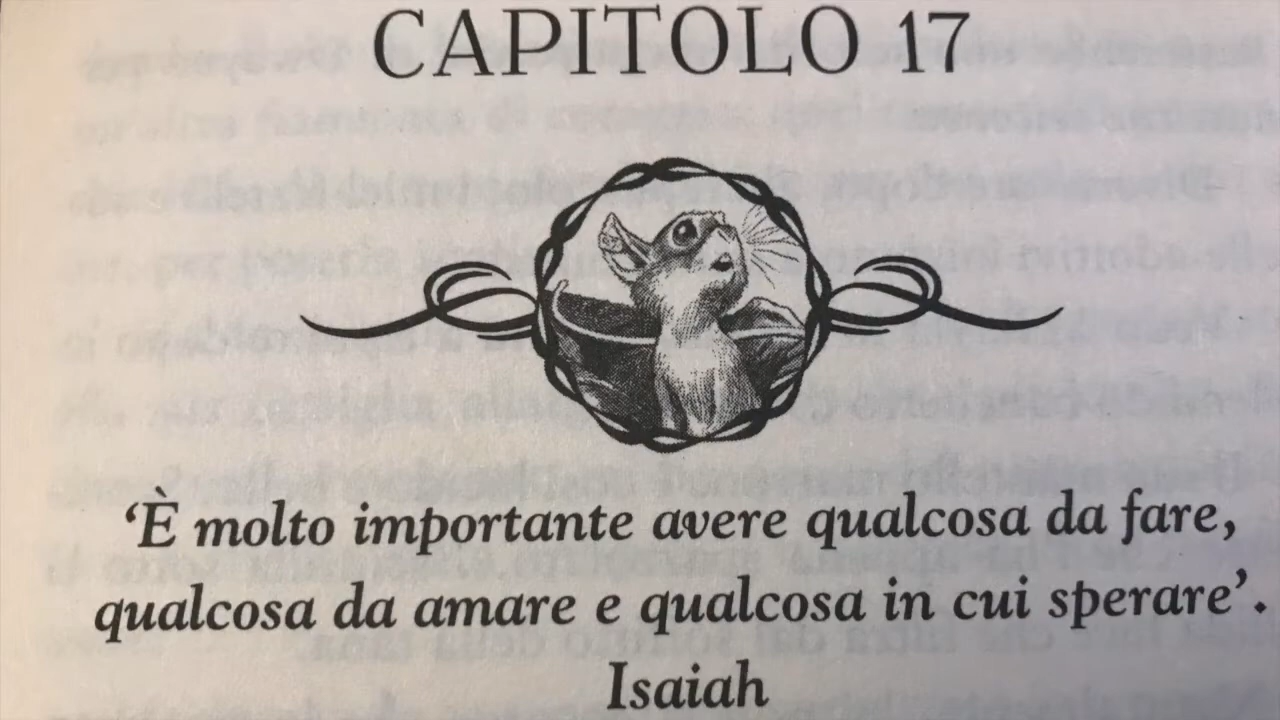 CAPITOLO 17
‘È molto importante avere qualcosa da fare,
qualcosa da amare e qualcosa in cui sperare’.
Isaiah